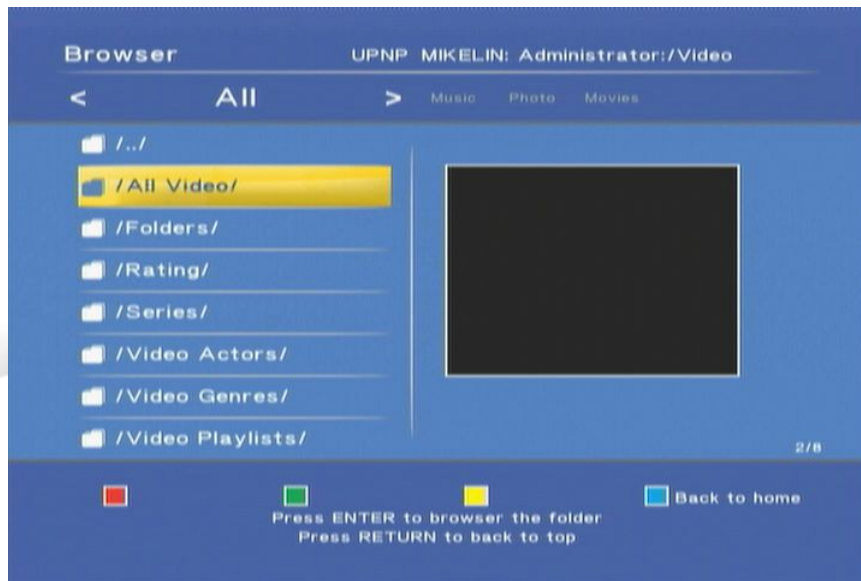 Browser UPNP MIKELIN: Administrator:/Video
< All > Music Photo Movies
/../
/All Video/
/Folders/
/Rating/
/Series/
/Video Actors/
/Video Genres/
/Video Playlists/
2/8
Back to home
Press ENTER to browser the folder
Press RETURN to back to top